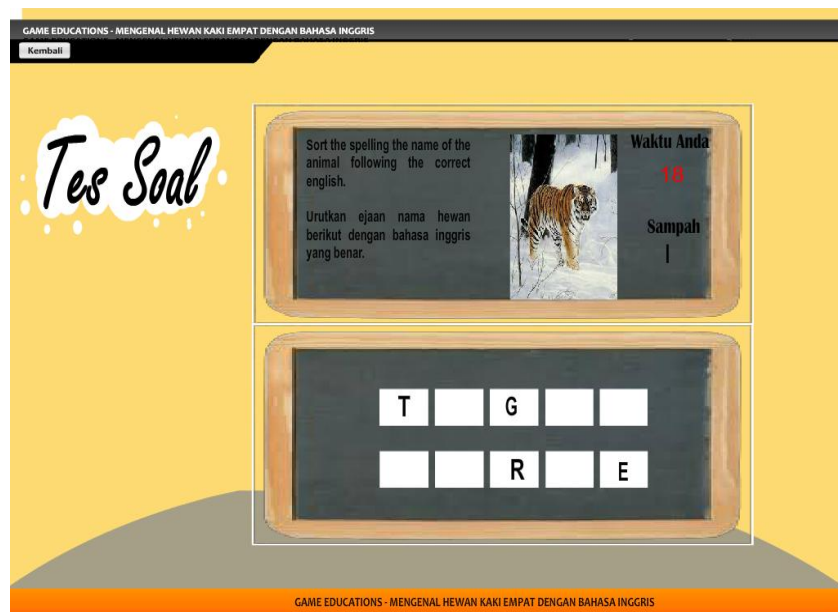 GAME EDUCATIONS - MENGENAL HEWAN KAKI EMPAT DENGAN BAHASA INGGRIS
Kembali
Tes Soal
Sort the spelling the name of the
animal following the correct
english.
Urutkan ejaan nama hewan
berikut dengan bahasa inggris
yang benar.
Waktu Anda
18
Sampah
|
T G
R E
GAME EDUCATIONS - MENGENAL HEWAN KAKI EMPAT DENGAN BAHASA INGGRIS